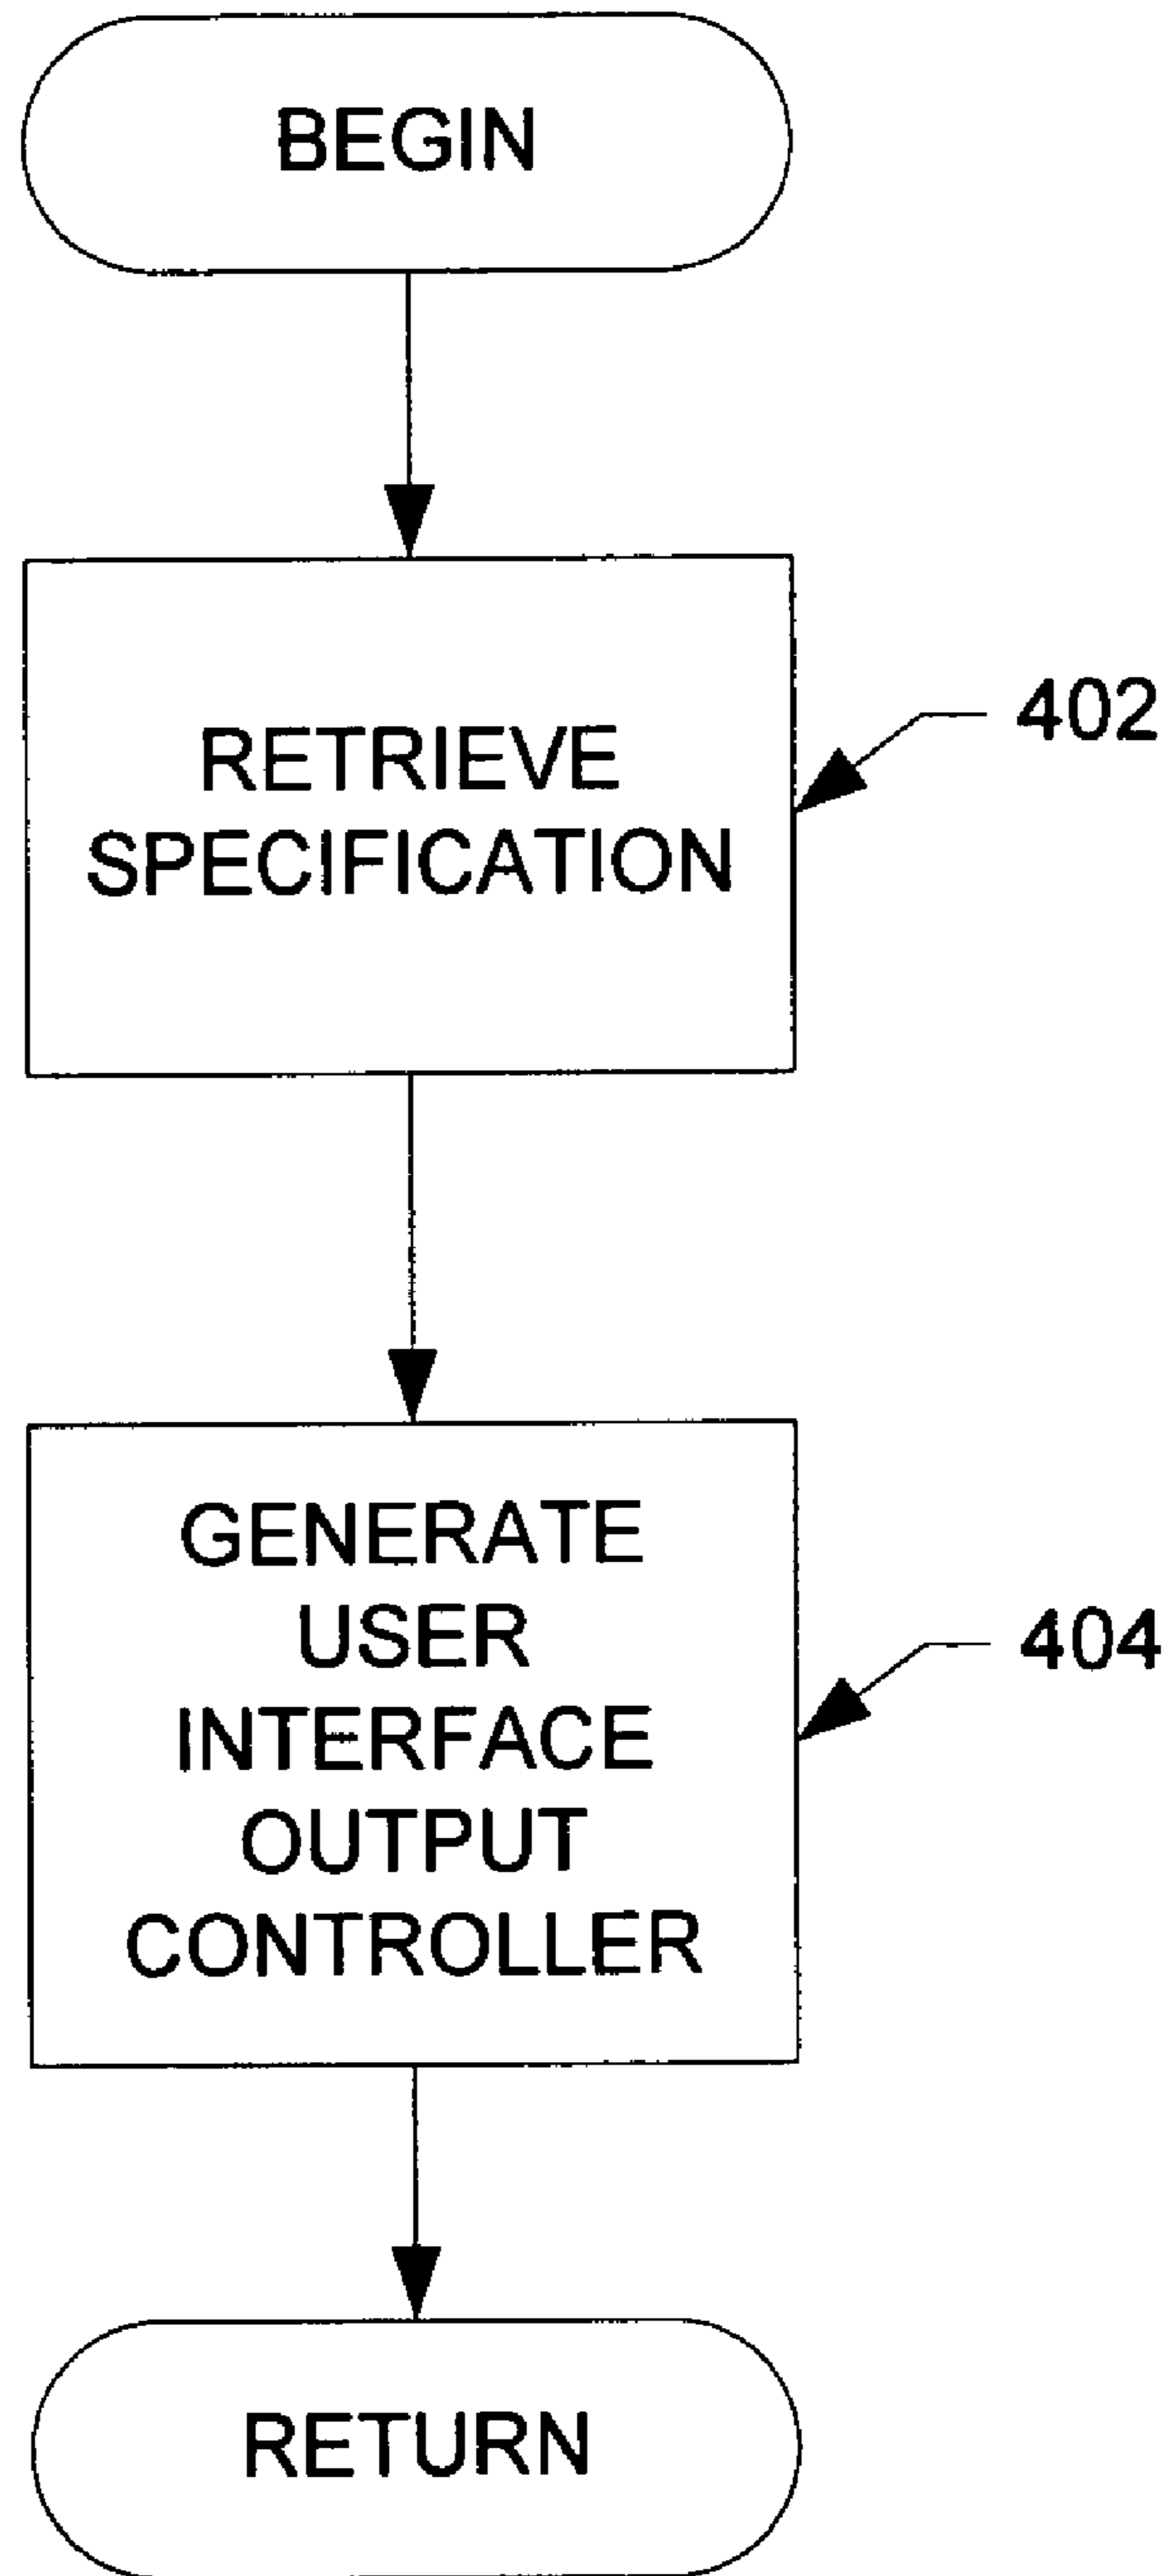 BEGIN
RETRIEVE
SPECIFICATION
402
GENERATE
USER
INTERFACE
OUTPUT
CONTROLLER
404
RETURN